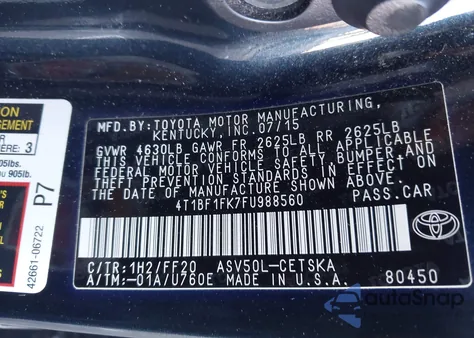 MFD.BY: TOYOTA MOTOR MANUFACTURING,
KENTUCKY, INC. 07/15
GVWR 4630LB GAWR FR 2625LB RR 2625LB
THIS VEHICLE CONFORMS TO ALL APPLICABLE
FEDERAL MOTOR VEHICLE SAFETY, BUMPER AND
THEFT PREVENTION STANDARDS IN EFFECT ON
THE DATE OF MANUFACTURE SHOWN ABOVE.
4T1BF1FK7FU988560 PASS.CAR
TOYOTA
C/TR: 1H2/FF20 ASV50L-CETSKA
A/TM: -01A/U760E MADE IN U.S.A. 80450
3
P7
42661-06722
AutoSnap